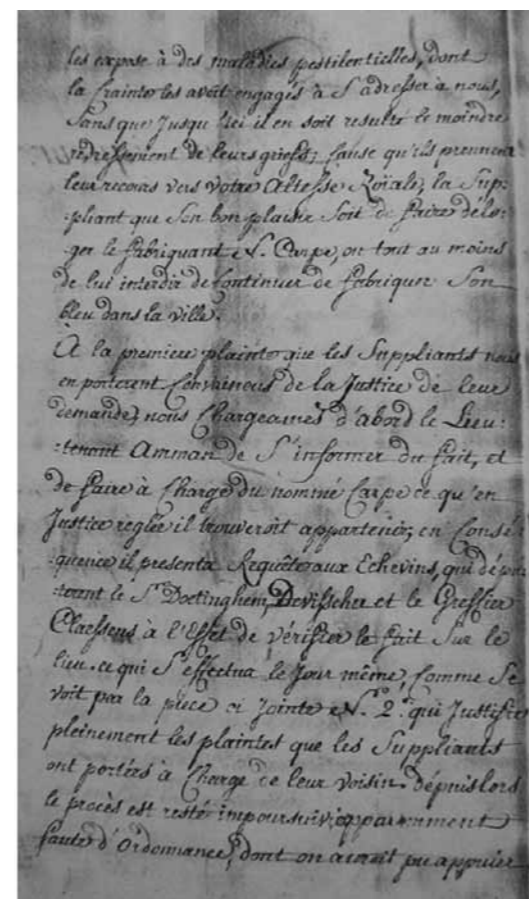 les expose à des maladies pestilentielles, dont
la Crainte les avoit engagés à S'adresser à nous,
Sans que Jusqu'Ici il en soit resulté le moindre
redressement de leurs griefs; Cause qu'ils prennent
leur recours vers Votre Altesse Roïale, la Sup=
=pliant que Son bon plaisir Soit de faire délo=
=ger le fabriquant N. Carpe, ou tout au moins
de lui interdir de Continuer de fabriquer Son
bleu dans la ville.
À la premiere plainte que les Suppliants nous
en porterent Convaincus de la Justice de leur
demande, nous Chargeames d'abord le Lieu=
=tenant Amman de S'informer du fait, et
de faire à Charge du nommé Carpe ce qu'en
Justice reglée il trouveroit appartenir, en Consé=
=quence il presenta Requête aux Echevins, qui dépu=
=terent le Sr. Doetinghem, Devisscher et le Greffier
Claessens à l'Effet de vérifier le fait Sur le
lieu. ce qui S'effectua le Jour même, Comme Se
voit par la piece ci Jointe No. 2. qui Justifie
pleinement les plaintes que les Suppliants
ont portées à Charge de leur voisin. dépuis lors
le procès est resté impoursuivi apparemment
faute d'Ordonnance, dont on auroit pu appuier